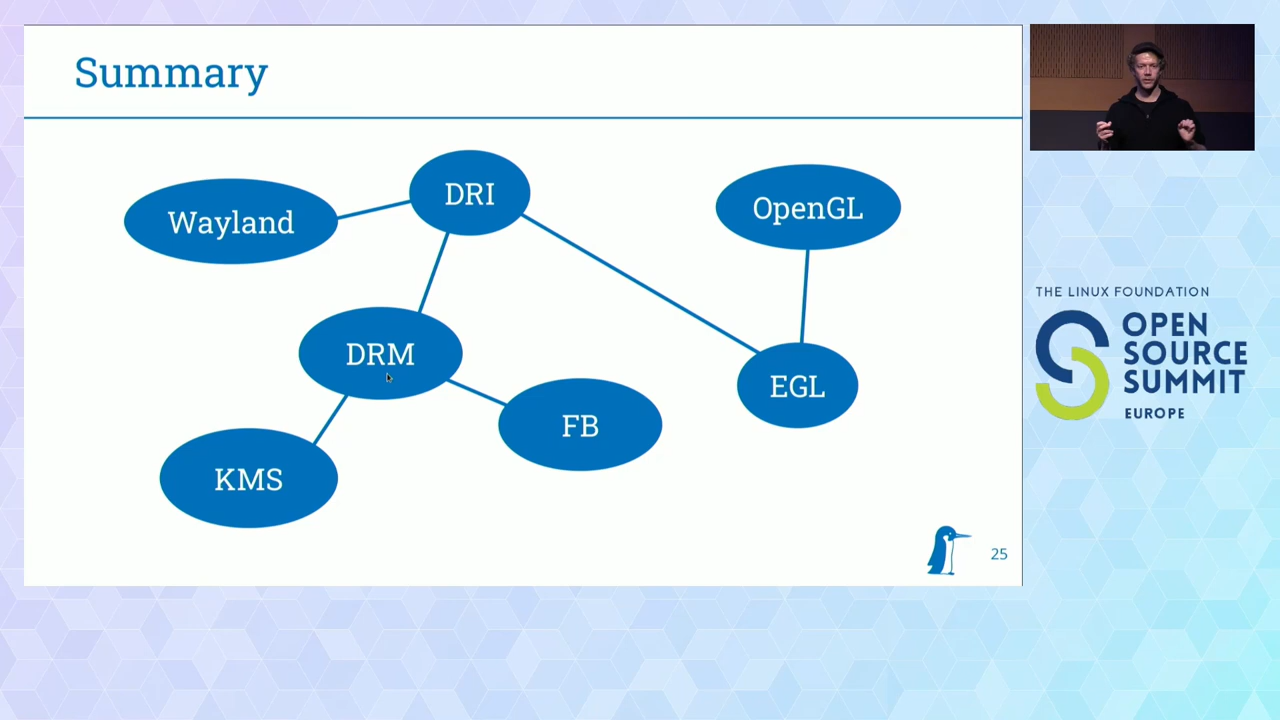 Summary
Wayland
DRI
OpenGL
DRM
EGL
FB
KMS
25
THE LINUX FOUNDATION
OPEN
SOURCE
SUMMIT
EUROPE